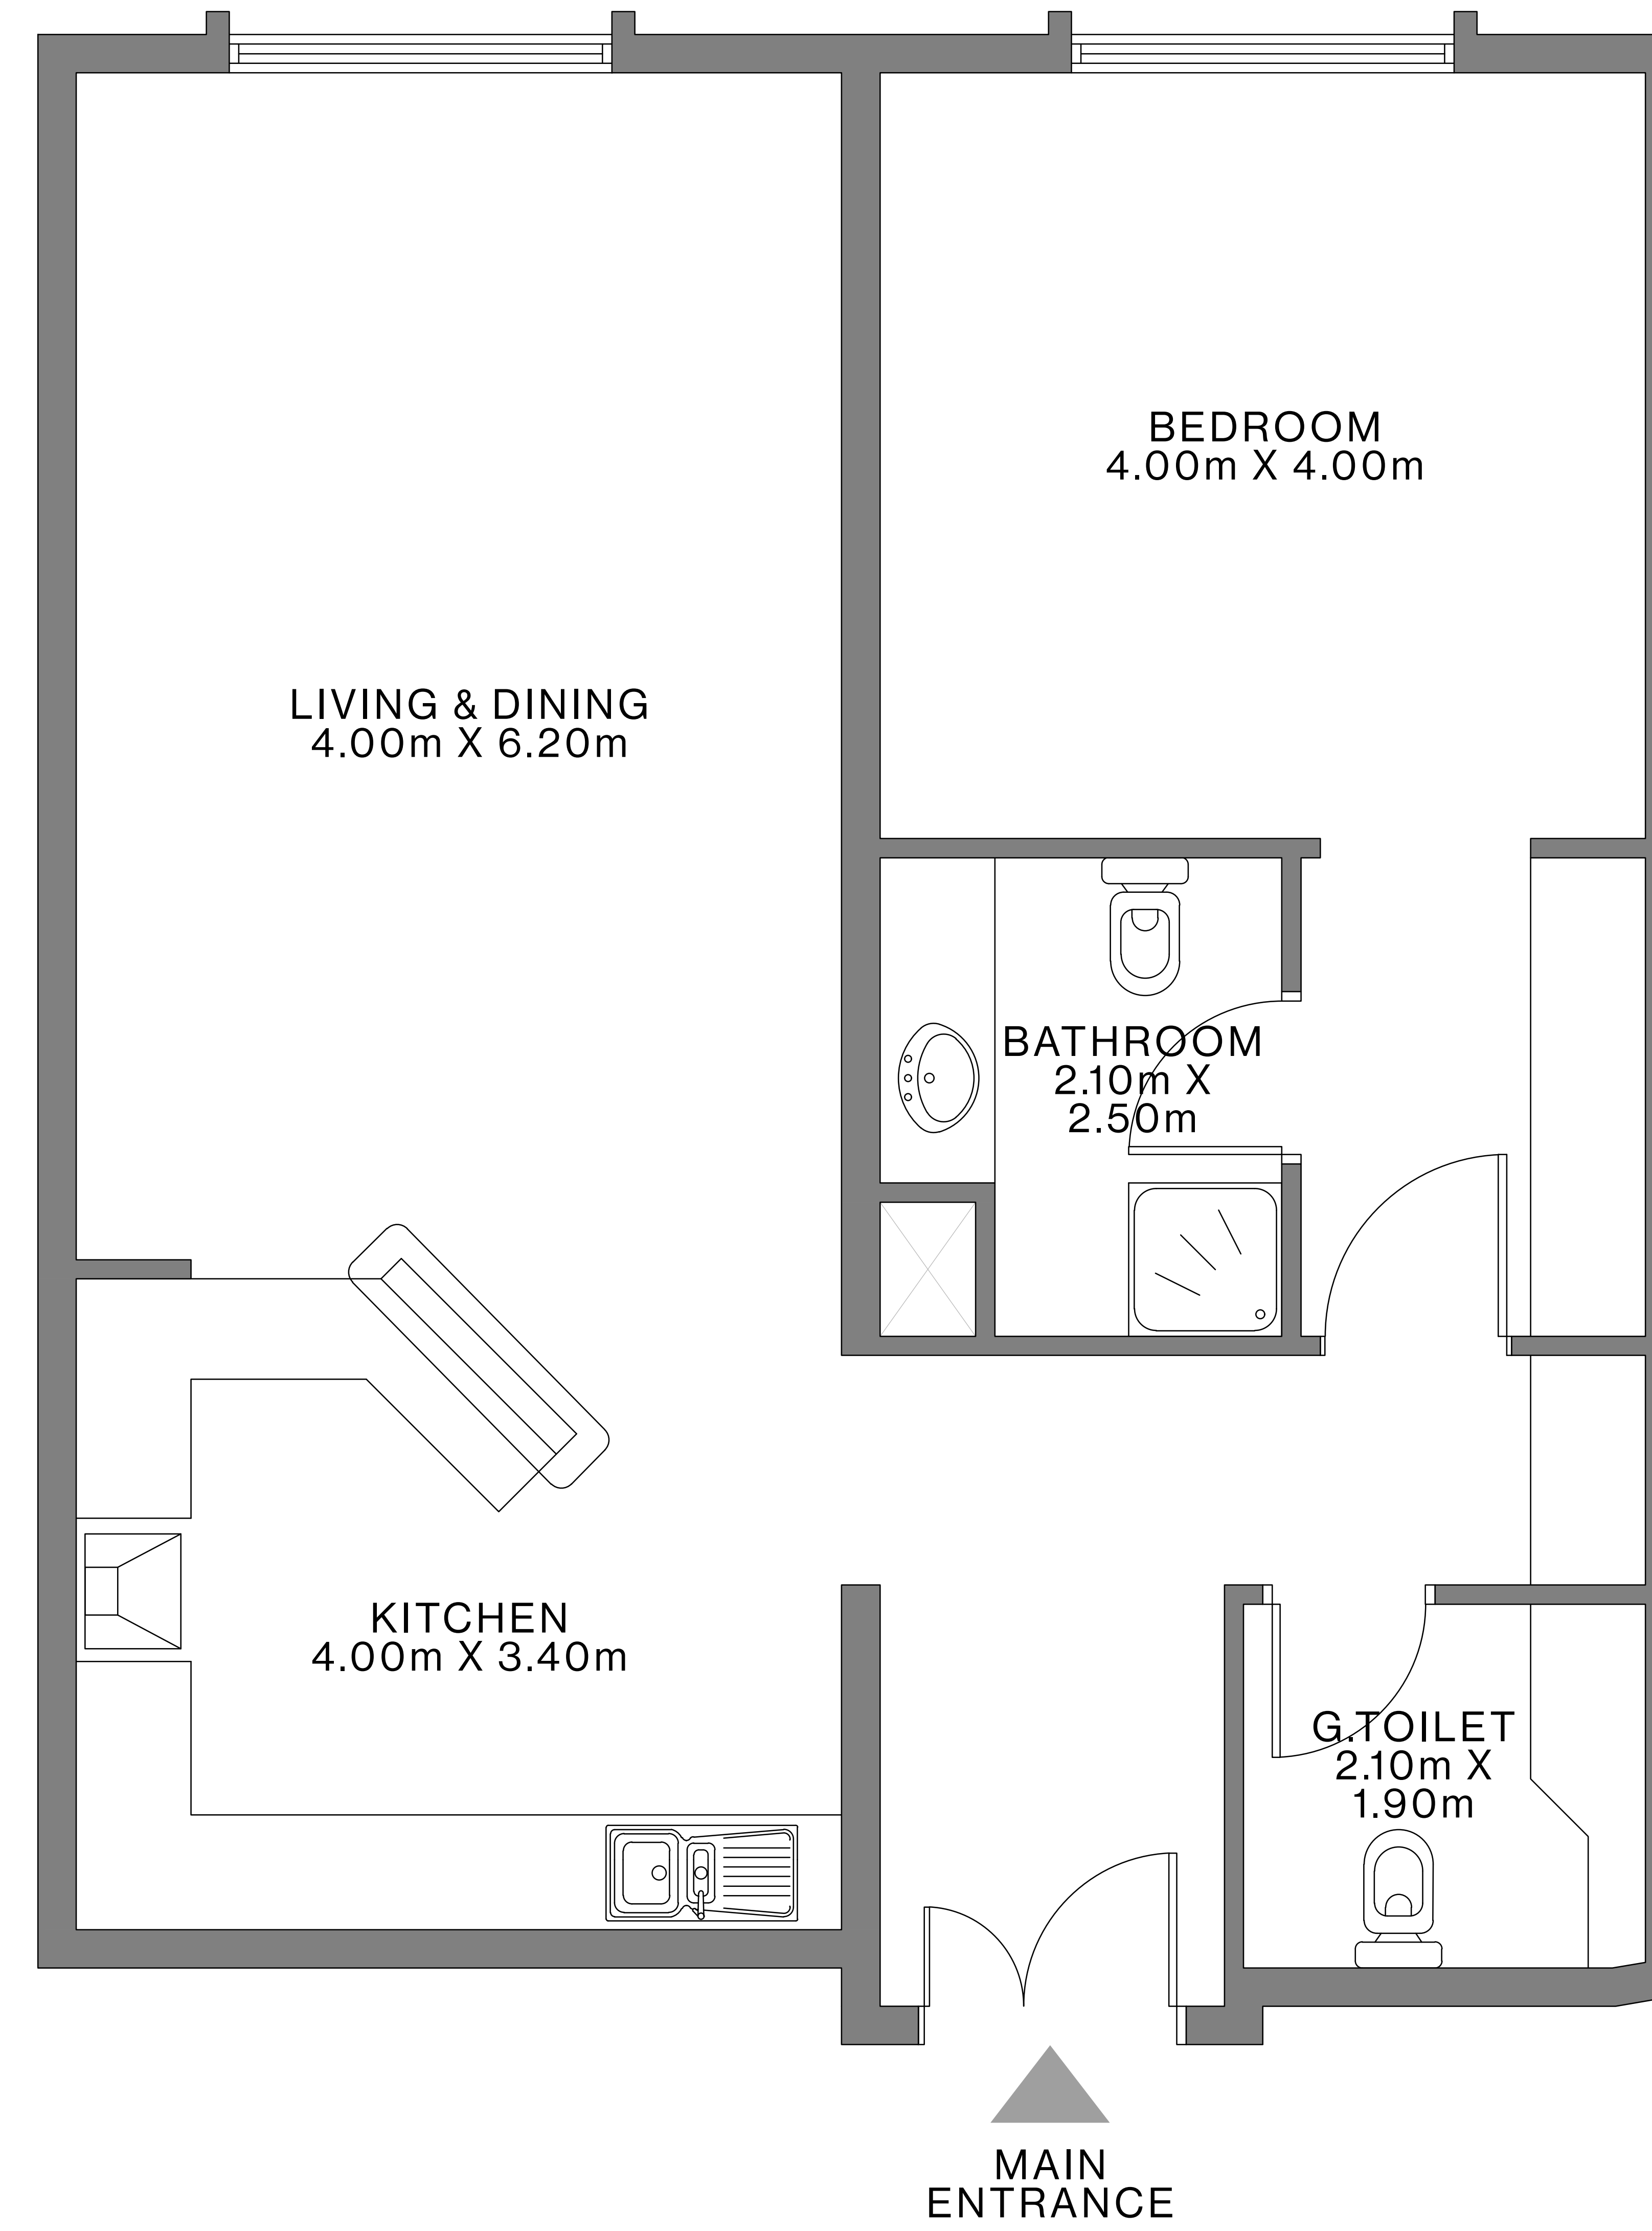 BEDROOM
4.00m X 4.00m
LIVING & DINING
4.00m X 6.20m
BATHROOM
2.10m X
2.50m
KITCHEN
4.00m X 3.40m
G.TOILET
2.10m X
1.90m
MAIN
ENTRANCE